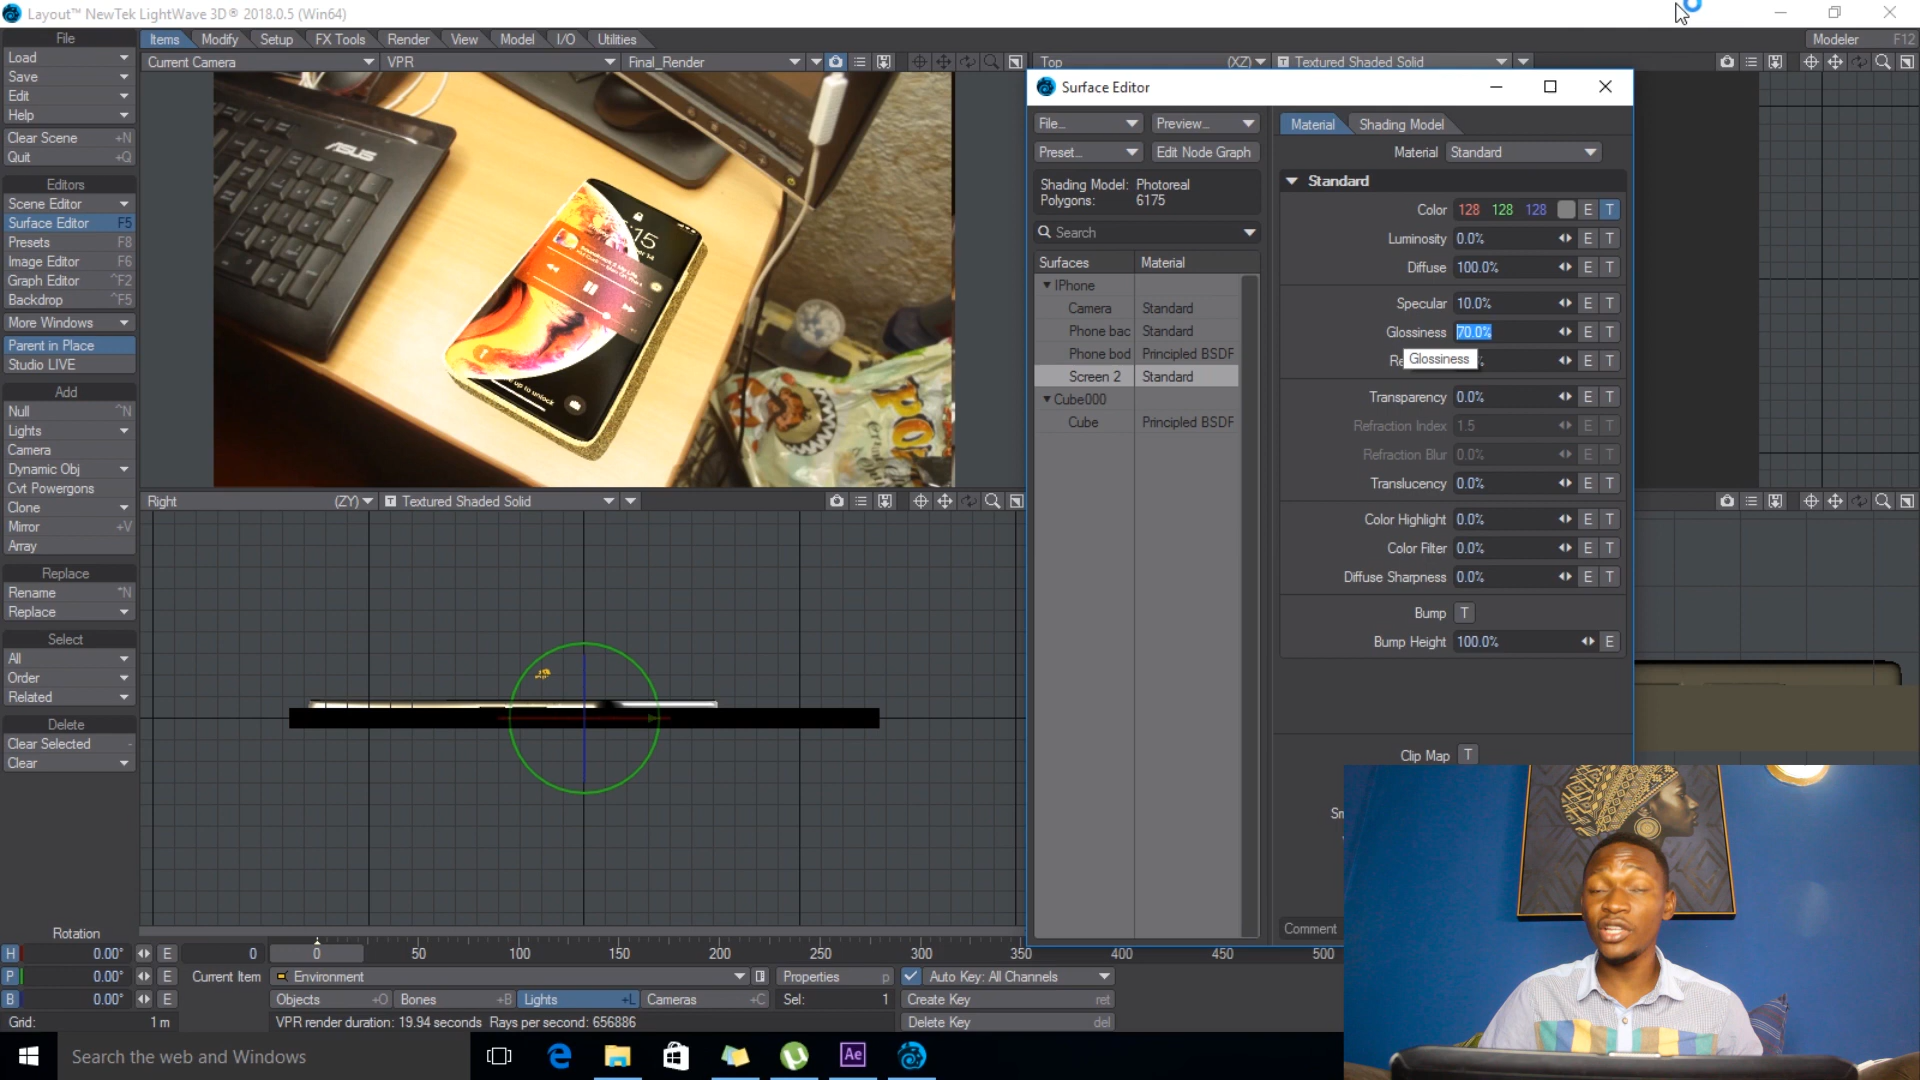 Layout™ NewTek LightWave 3D® 2018.0.5 (Win64)
File
Items Modify Setup FX Tools Render View Model I/O Utilities
Modeler F12
Load
Save
Edit
Help
Clear Scene +N
Quit +Q
Editors
Scene Editor
Surface Editor F5
Presets F8
Image Editor F6
Graph Editor ^F2
Backdrop ^F5
More Windows
Parent in Place
Studio LIVE
Add
Null ^N
Lights
Camera
Dynamic Obj
Cvt Powergons
Clone
Mirror +V
Array
Replace
Rename *N
Replace
Select
All
Order
Related
Delete
Clear Selected -
Clear
Current Camera VPR Final_Render
Top (XZ) T Textured Shaded Solid
ASUS
:15
up to unlock
Right (ZY) T Textured Shaded Solid
Surface Editor
File... Preview...
Preset... Edit Node Graph
Shading Model: Photoreal
Polygons: 6175
Search
Surfaces Material
IPhone
Camera Standard
Phone bac Standard
Phone bod Principled BSDF
Screen 2 Standard
Cube000
Cube Principled BSDF
Material Shading Model
Material Standard
Standard
Color 128 128 128 E T
Luminosity 0.0% E T
Diffuse 100.0% E T
Specular 10.0% E T
Glossiness 70.0% E T
Re Glossiness E T
Transparency 0.0% E T
Refraction Index 1.5 E T
Refraction Blur 0.0% E T
Translucency 0.0% E T
Color Highlight 0.0% E T
Color Filter 0.0% E T
Diffuse Sharpness 0.0% E T
Bump T
Bump Height 100.0% E
Clip Map T
Sm
Comment
Rotation
H 0.00° E
P 0.00° E
B 0.00° E
Grid: 1 m
0 0 50 100 150 200 250 300 350 400 450 500
Current Item Environment Properties p Auto Key: All Channels
Objects +O Bones +B Lights +L Cameras +C Sel: 1 Create Key ret
VPR render duration: 19.94 seconds Rays per second: 656886 Delete Key del
Search the web and Windows
Ae